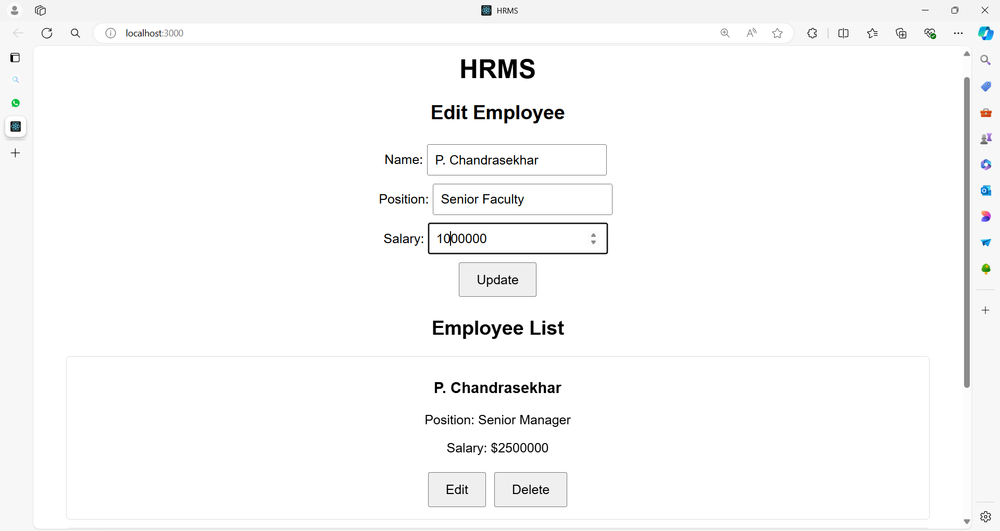 HRMS
localhost:3000
HRMS
Edit Employee
Name: P. Chandrasekhar
Position: Senior Faculty
Salary: 1000000
Update
Employee List
P. Chandrasekhar
Position: Senior Manager
Salary: $2500000
Edit Delete